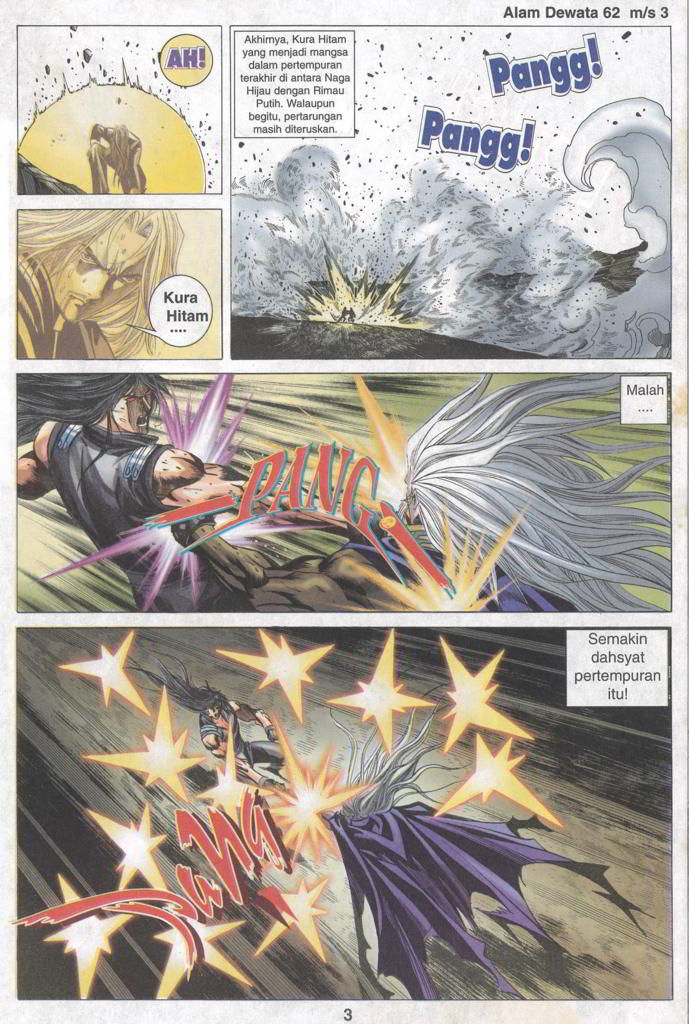 Alam Dewata 62 m/s 3
AH!
Akhirnya, Kura Hitam
yang menjadi mangsa
dalam pertempuran
terakhir di antara Naga
Hijau dengan Rimau
Putih. Walaupun
begitu, pertarungan
masih diteruskan.
Pangg!
Pangg!
Kura
Hitam
....
Malah
....
PANG!
Semakin
dahsyat
pertempuran
itu!
Pang!
3